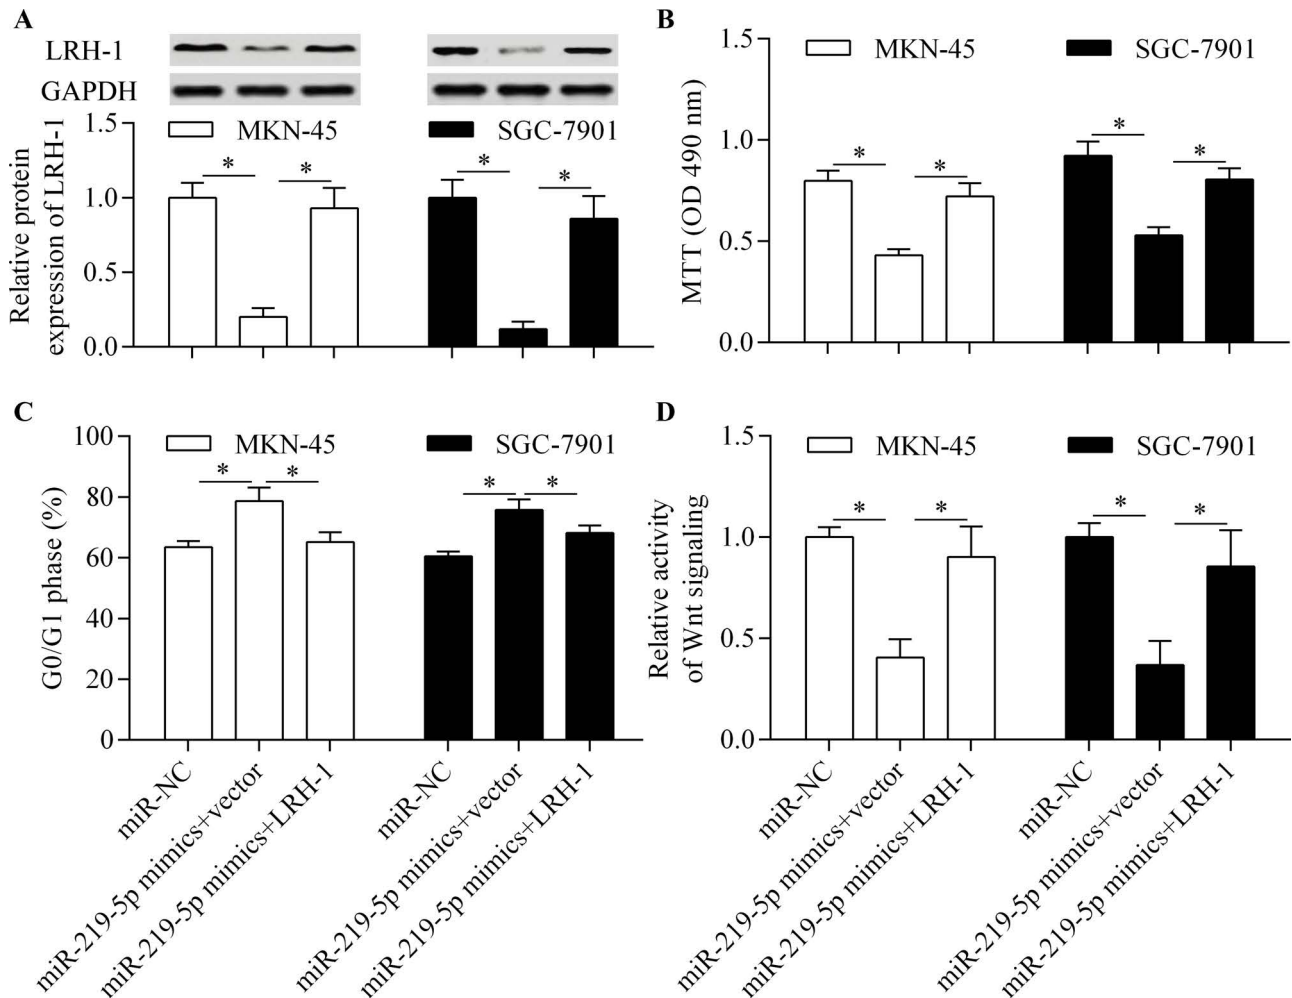 A
LRH-1
GAPDH
MKN-45
SGC-7901
Relative protein
expression of LRH-1
1.5
1.0
0.5
0.0
*
*
*
*
B
MKN-45
SGC-7901
MTT (OD 490 nm)
1.5
1.0
0.5
0.0
*
*
*
*
C
MKN-45
SGC-7901
G0/G1 phase (%)
100
80
60
40
20
0
*
*
*
*
miR-NC
miR-219-5p mimics+vector
miR-219-5p mimics+LRH-1
miR-NC
miR-219-5p mimics+vector
miR-219-5p mimics+LRH-1
D
MKN-45
SGC-7901
Relative activity
of Wnt signaling
1.5
1.0
0.5
0.0
*
*
*
*
miR-NC
miR-219-5p mimics+vector
miR-219-5p mimics+LRH-1
miR-NC
miR-219-5p mimics+vector
miR-219-5p mimics+LRH-1